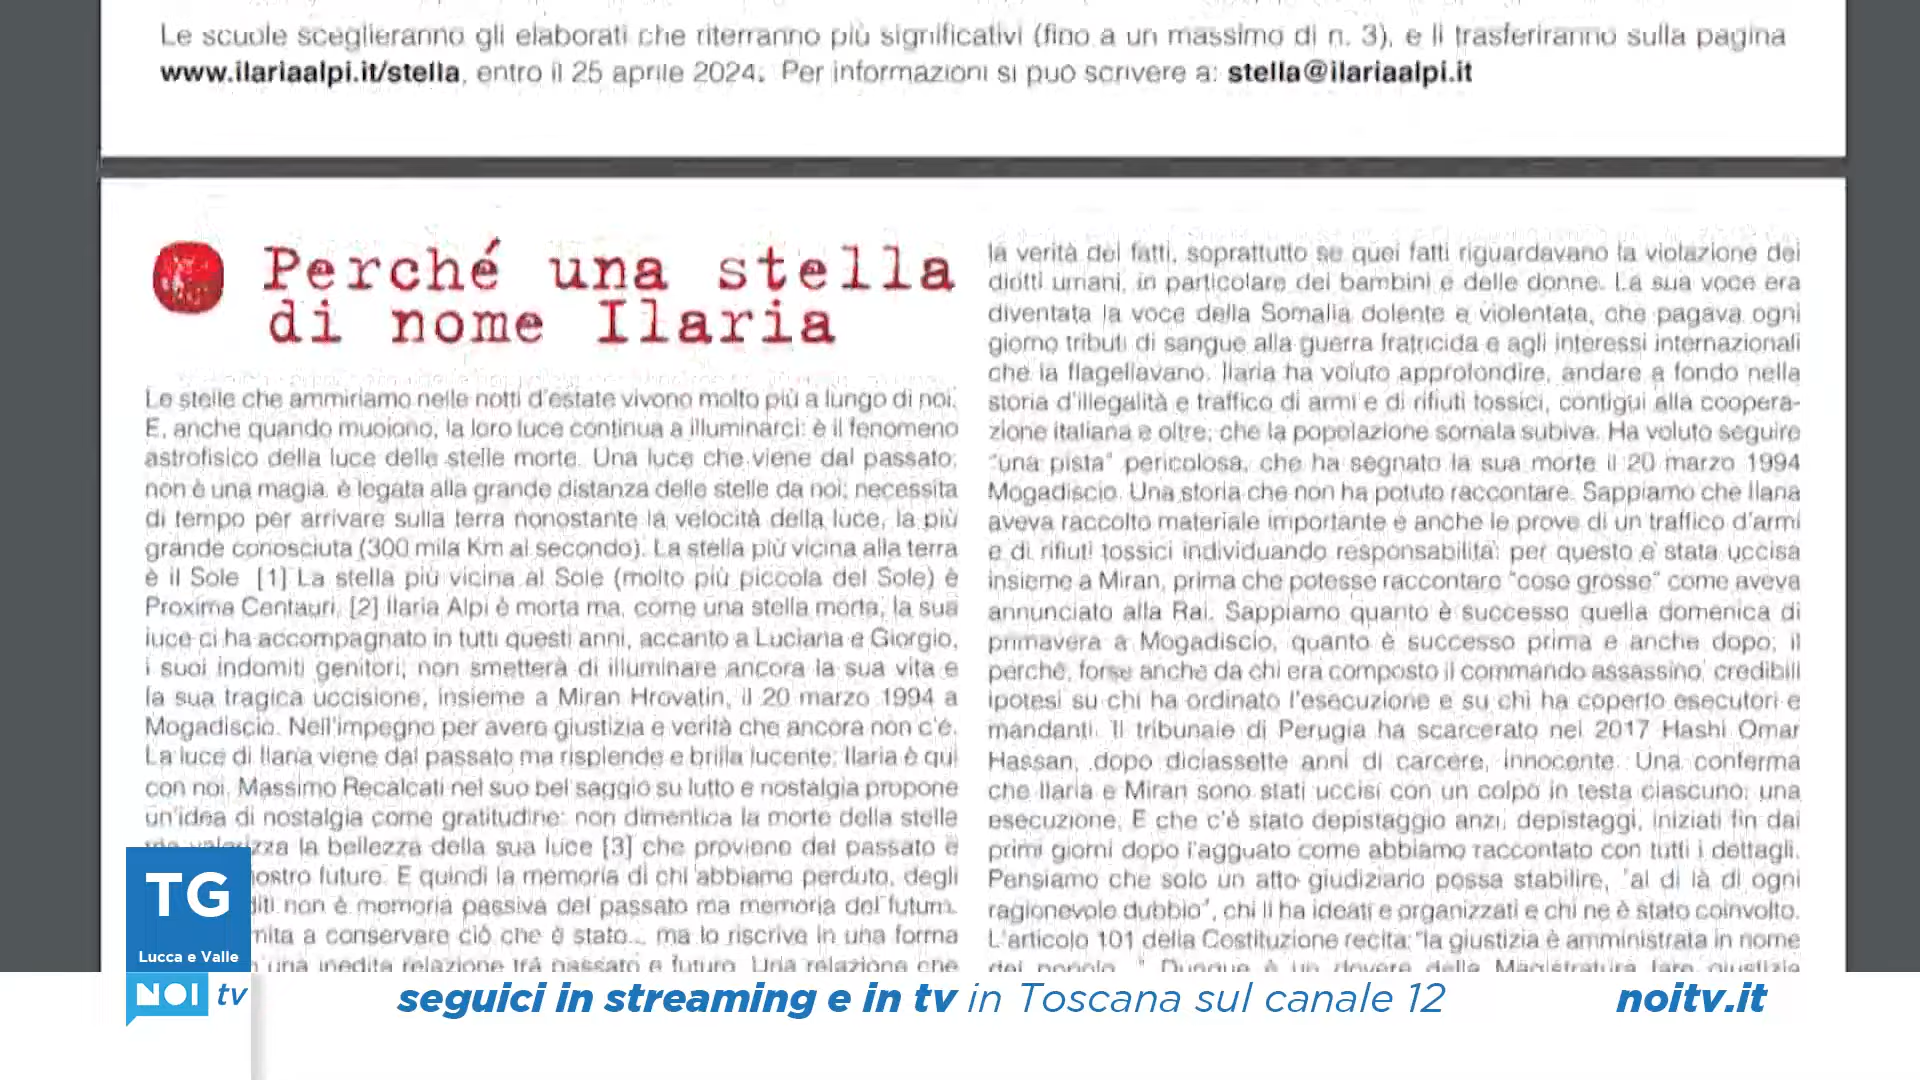 Le scuole sceglieranno gli elaborati che riterranno più significativi (fino a un massimo di n. 3), e li trasferiranno sulla pagina
www.ilariaalpi.it/stella, entro il 25 aprile 2024. Per informazioni si può scrivere a: stella@ilariaalpi.it
Perché una stella
di nome Ilaria
Le stelle che ammiriamo nelle notti d'estate vivono molto più a lungo di noi.
E, anche quando muoiono, la loro luce continua a illuminarci: è il fenomeno
astrofisico della luce delle stelle morte. Una luce che viene dal passato;
non è una magia, è legata alla grande distanza delle stelle da noi; necessita
di tempo per arrivare sulla terra nonostante la velocità della luce, la più
grande conosciuta (300 mila Km al secondo). La stella più vicina alla terra
è il Sole [1] La stella più vicina al Sole (molto più piccola del Sole) è
Proxima Centauri. [2] Ilaria Alpi è morta ma, come una stella morta, la sua
luce ci ha accompagnato in tutti questi anni, accanto a Luciana e Giorgio,
i suoi indomiti genitori; non smetterà di illuminare ancora la sua vita e
la sua tragica uccisione, insieme a Miran Hrovatin, il 20 marzo 1994 a
Mogadiscio. Nell'impegno per avere giustizia e verità che ancora non c'è.
La luce di Ilaria viene dal passato ma risplende e brilla lucente; Ilaria è qui
con noi. Massimo Recalcati nel suo bel saggio su lutto e nostalgia propone
un'idea di nostalgia come gratitudine: non dimentica la morte della stelle
ma valorizza la bellezza della sua luce [3] che proviene dal passato e
ostro futuro. E quindi la memoria di chi abbiamo perduto, degli
diti non è memoria passiva del passato ma memoria del futuro.
mita a conservare ciò che è stato... ma lo riscrive in una forma
una inedita relazione tra passato e futuro. Una relazione che
la verità dei fatti, soprattutto se quei fatti riguardavano la violazione dei
diritti umani, in particolare dei bambini e delle donne. La sua voce era
diventata la voce della Somalia dolente e violentata, che pagava ogni
giorno tributi di sangue alla guerra fratricida e agli interessi internazionali
che la flagellavano. Ilaria ha voluto approfondire, andare a fondo nella
storia d'illegalità e traffico di armi e di rifiuti tossici, contigui alla coopera-
zione italiana e oltre, che la popolazione somala subiva. Ha voluto seguire
"una pista" pericolosa, che ha segnato la sua morte il 20 marzo 1994
Mogadiscio. Una storia che non ha potuto raccontare. Sappiamo che Ilaria
aveva raccolto materiale importante e anche le prove di un traffico d'armi
e di rifiuti tossici individuando responsabilità: per questo e' stata uccisa
insieme a Miran, prima che potesse raccontare "cose grosse" come aveva
annunciato alla Rai. Sappiamo quanto è successo quella domenica di
primavera a Mogadiscio, quanto è successo prima e anche dopo; il
perché, forse anche da chi era composto il commando assassino, credibili
ipotesi su chi ha ordinato l'esecuzione e su chi ha coperto esecutori e
mandanti. Il tribunale di Perugia ha scarcerato nel 2017 Hashi Omar
Hassan, dopo diciassette anni di carcere, innocente. Una conferma
che Ilaria e Miran sono stati uccisi con un colpo in testa ciascuno: una
esecuzione. E che c'è stato depistaggio anzi, depistaggi, iniziati fin dai
primi giorni dopo l'agguato come abbiamo raccontato con tutti i dettagli.
Pensiamo che solo un atto giudiziario possa stabilire, "al di là di ogni
ragionevole dubbio", chi li ha ideati e organizzati e chi ne è stato coinvolto.
L'articolo 101 della Costituzione recita: "la giustizia è amministrata in nome
del popolo..." Dunque è un dovere della Magistratura fare giustizia
TG
Lucca e Valle
NOI tv
seguici in streaming e in tv in Toscana sul canale 12
noitv.it